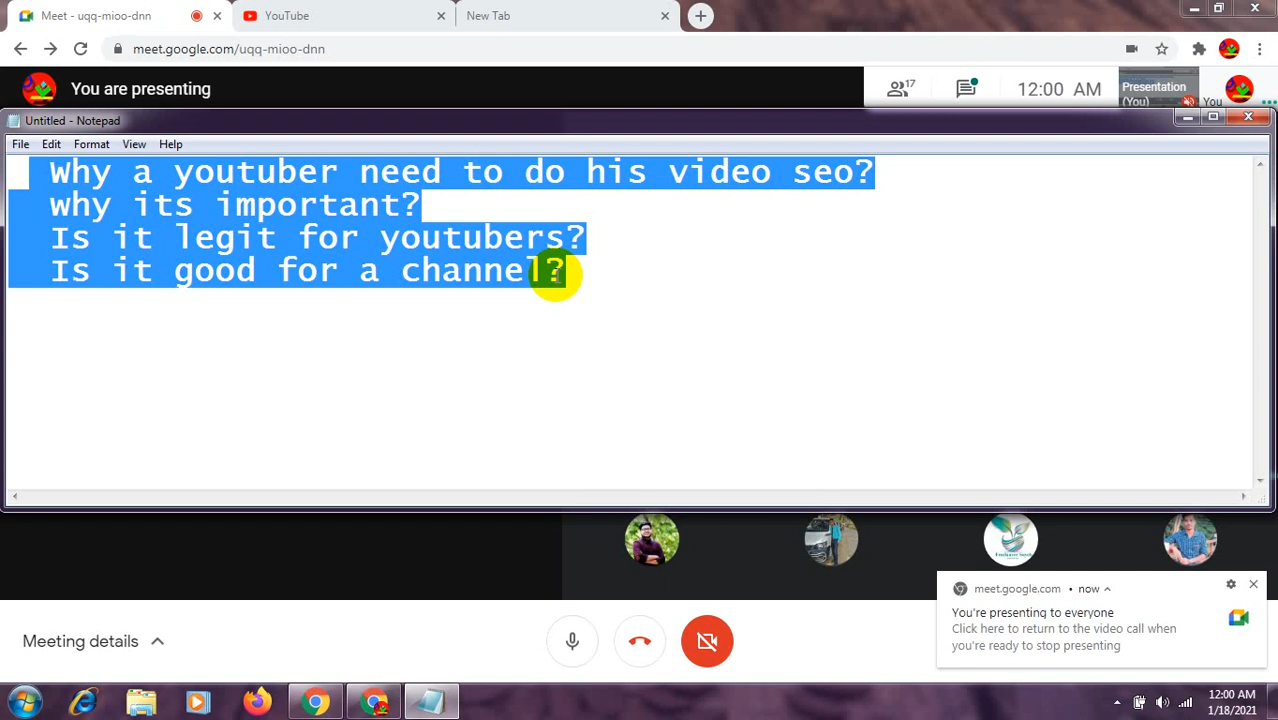 Meet - uqq-mioo-dnn
YouTube
New Tab
meet.google.com/uqq-mioo-dnn
You are presenting
17
12:00 AM
Presentation
(You)
You
Untitled - Notepad
File Edit Format View Help
Why a youtuber need to do his video seo?
why its important?
Is it legit for youtubers?
Is it good for a channel?
meet.google.com • now
You're presenting to everyone
Click here to return to the video call when
you're ready to stop presenting
Meeting details
12:00 AM
1/18/2021